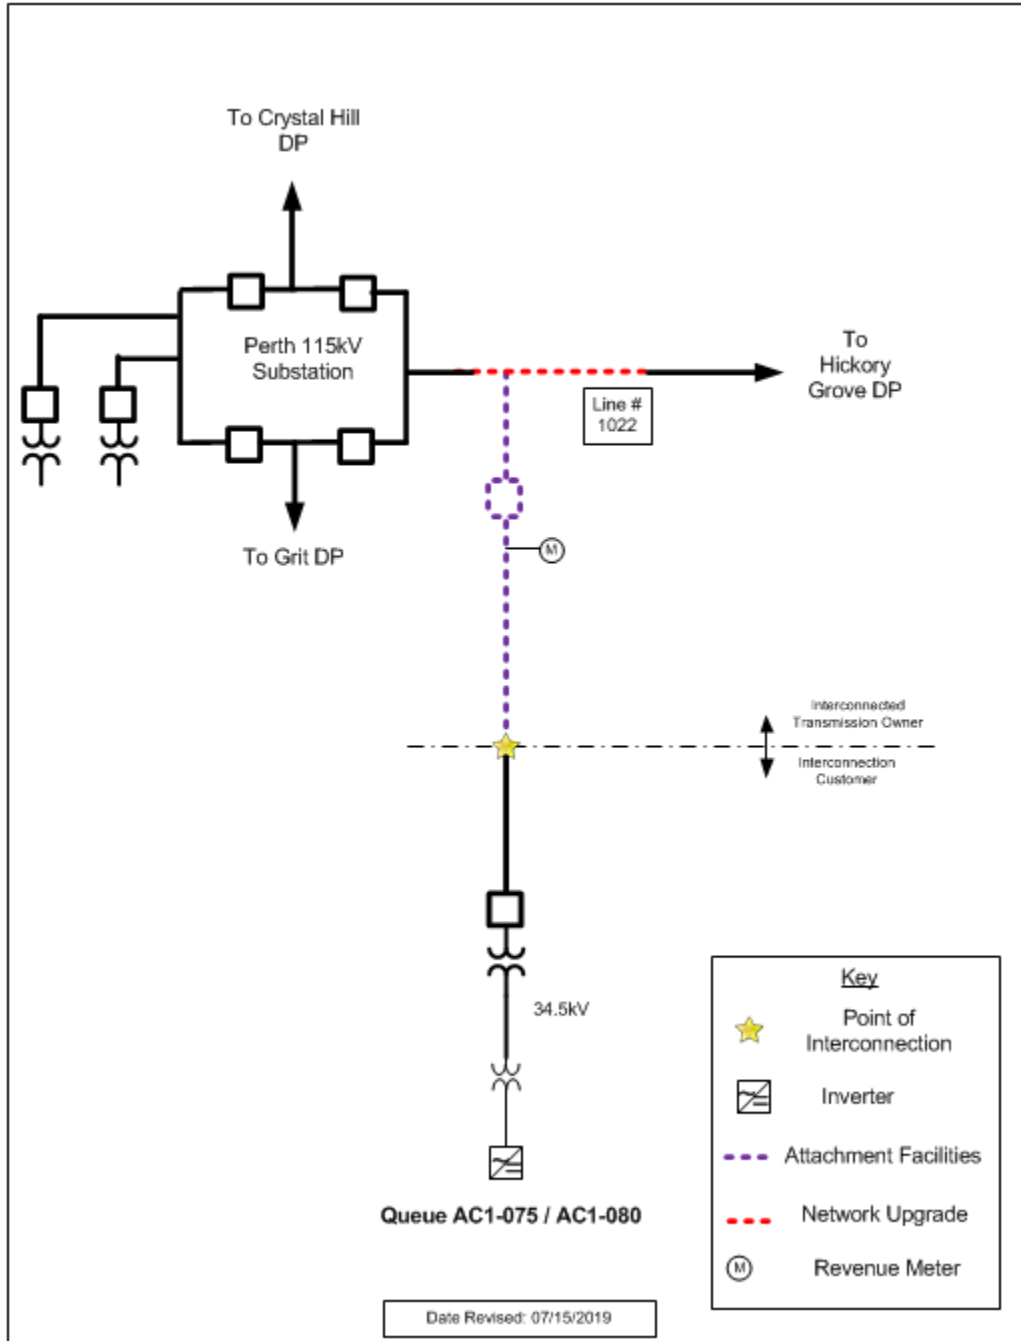 To Crystal Hill
DP
Perth 115kV
Substation
To
Hickory
Grove DP
Line #
1022
To Grit DP
M
Interconnected
Transmission Owner
Interconnection
Customer
34.5kV
Queue AC1-075 / AC1-080
Key
Point of
Interconnection
Inverter
Attachment Facilities
Network Upgrade
M
Revenue Meter
Date Revised: 07/15/2019